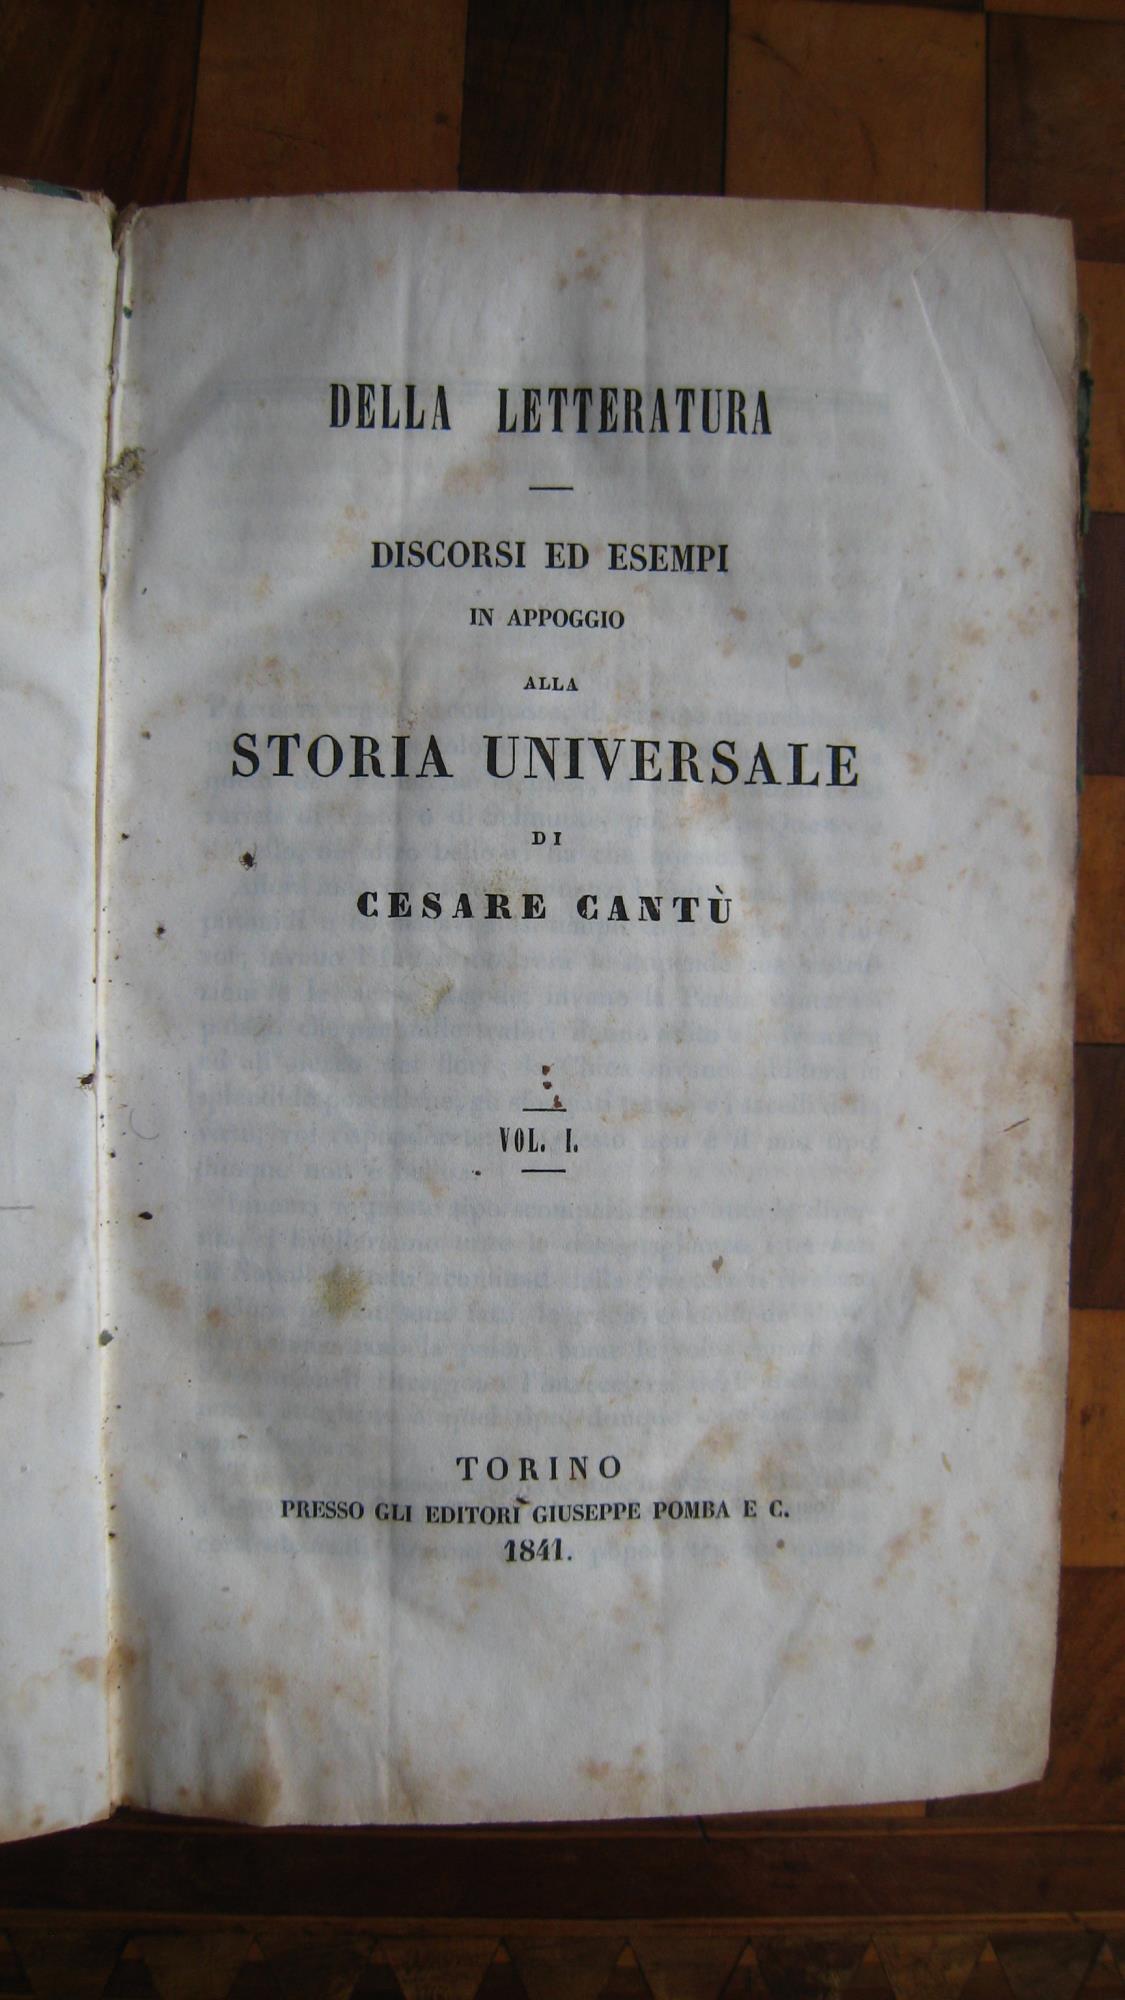 DELLA LETTERATURA
DISCORSI ED ESEMPI
IN APPOGGIO
ALLA
STORIA UNIVERSALE
DI
CESARE CANTÙ
VOL. I.
TORINO
PRESSO GLI EDITORI GIUSEPPE POMBA E C.
1841.